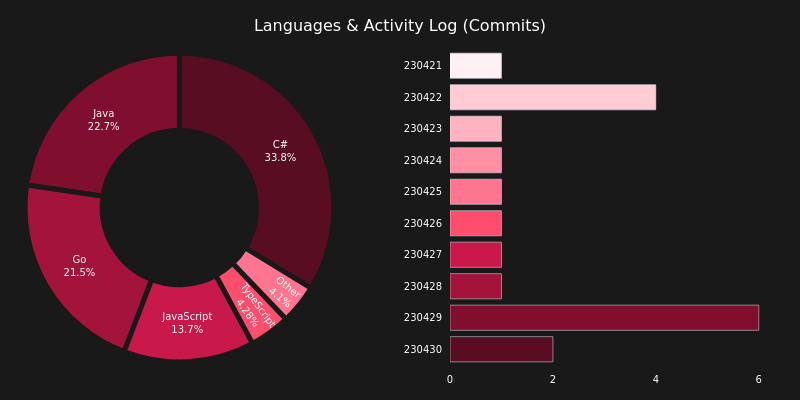 Languages & Activity Log (Commits)
Java
22.7%
C#
33.8%
Go
21.5%
JavaScript
13.7%
TypeScript
4.28%
Other
4.1%
230421
230422
230423
230424
230425
230426
230427
230428
230429
230430
0 2 4 6